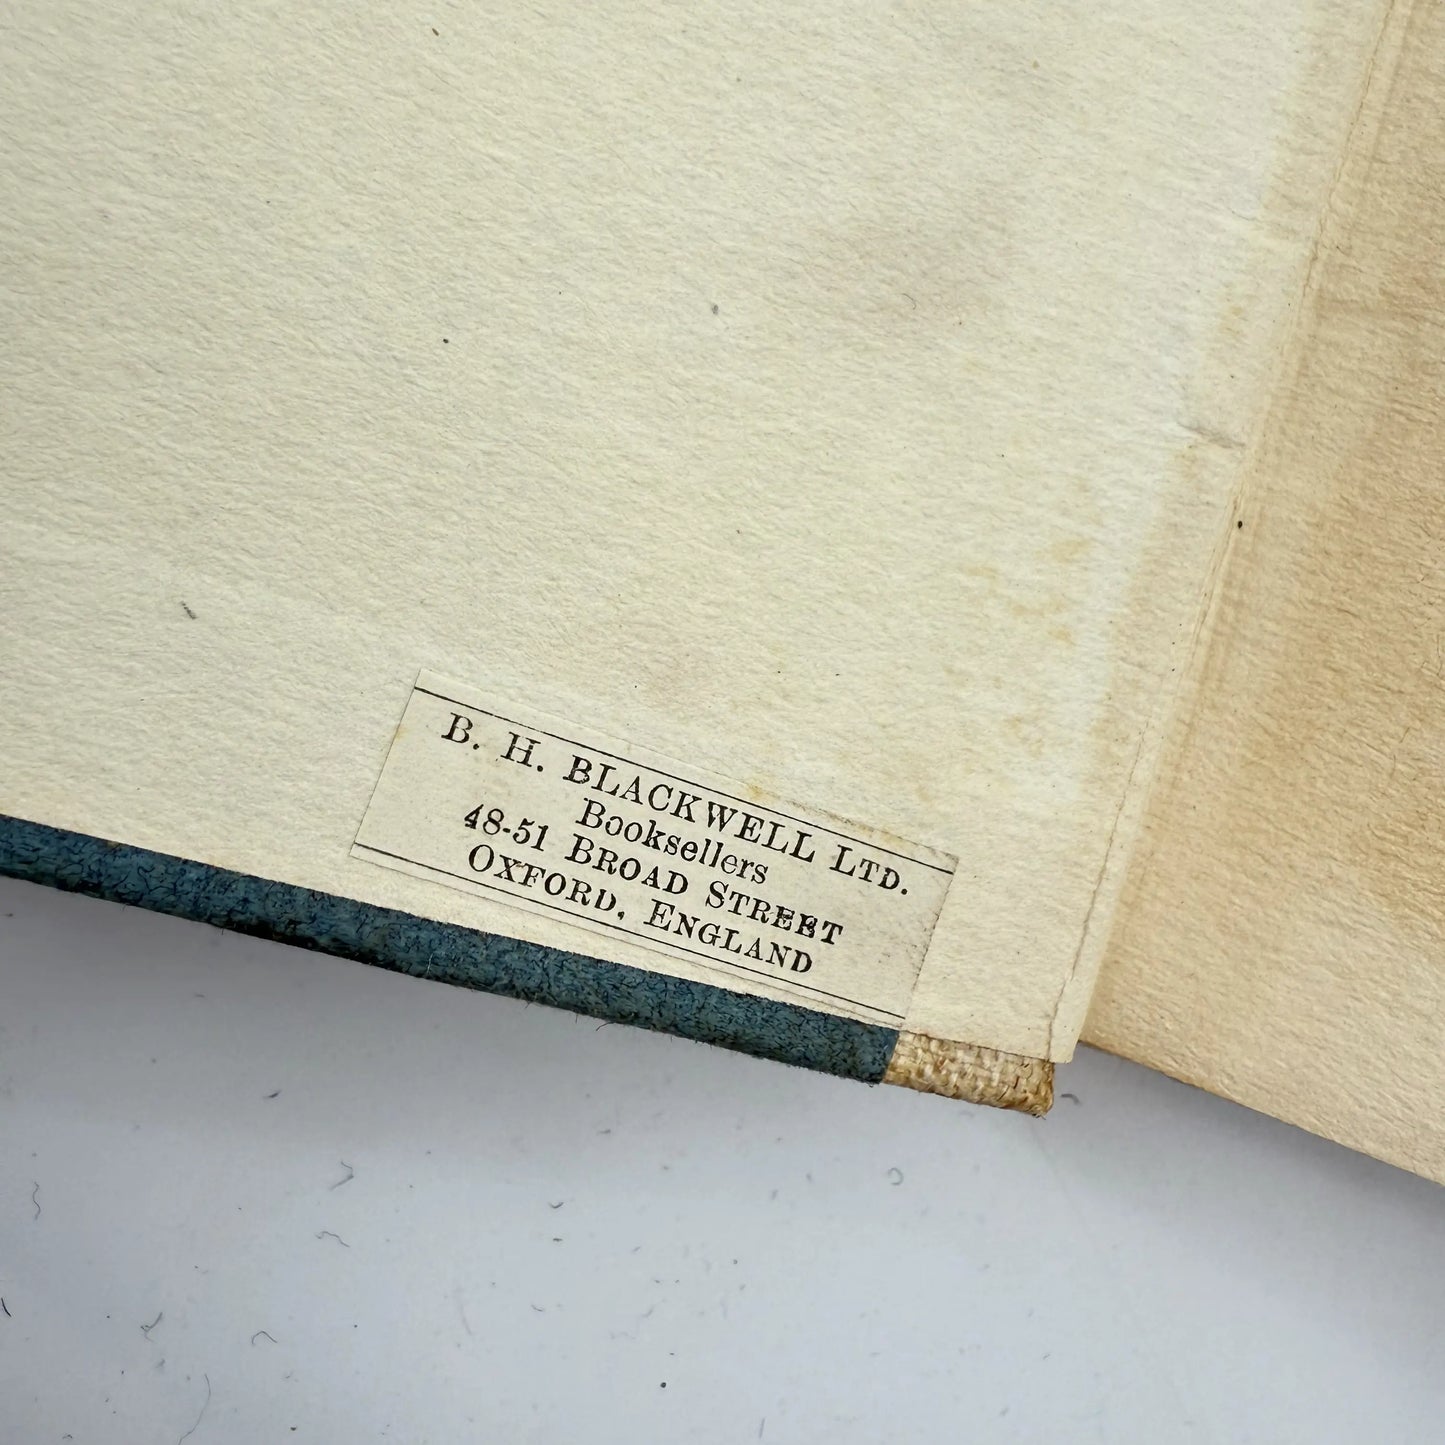 B. H. BLACKWELL LTD.
Booksellers
48-51 BROAD STREET
OXFORD, ENGLAND